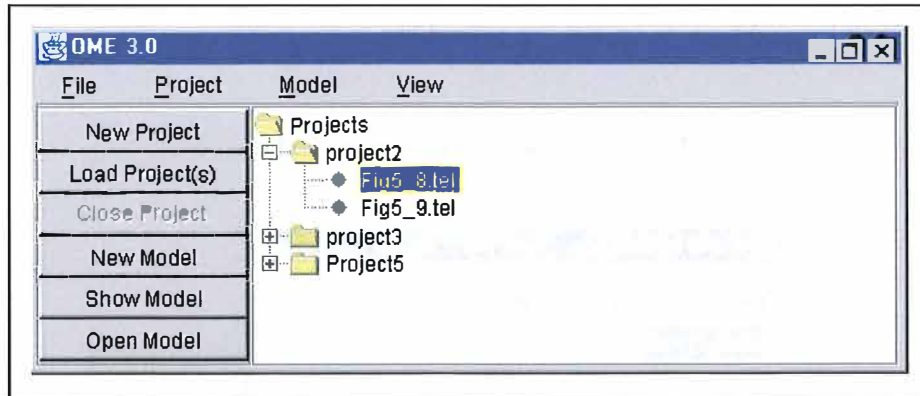 OME 3.0
File Project Model View
New Project
Load Project(s)
Close Project
New Model
Show Model
Open Model
Projects
project2
Fig5_8.tel
Fig5_9.tel
project3
Project5